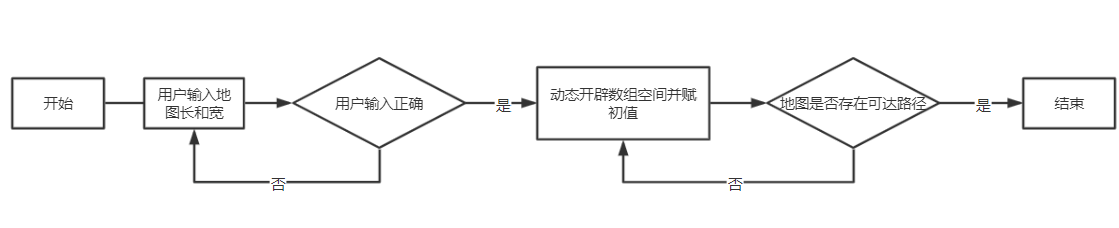 开始
用户输入地
图长和宽
用户输入正确
是
动态开辟数组空间并赋
初值
地图是否存在可达路径
是
结束
否
否